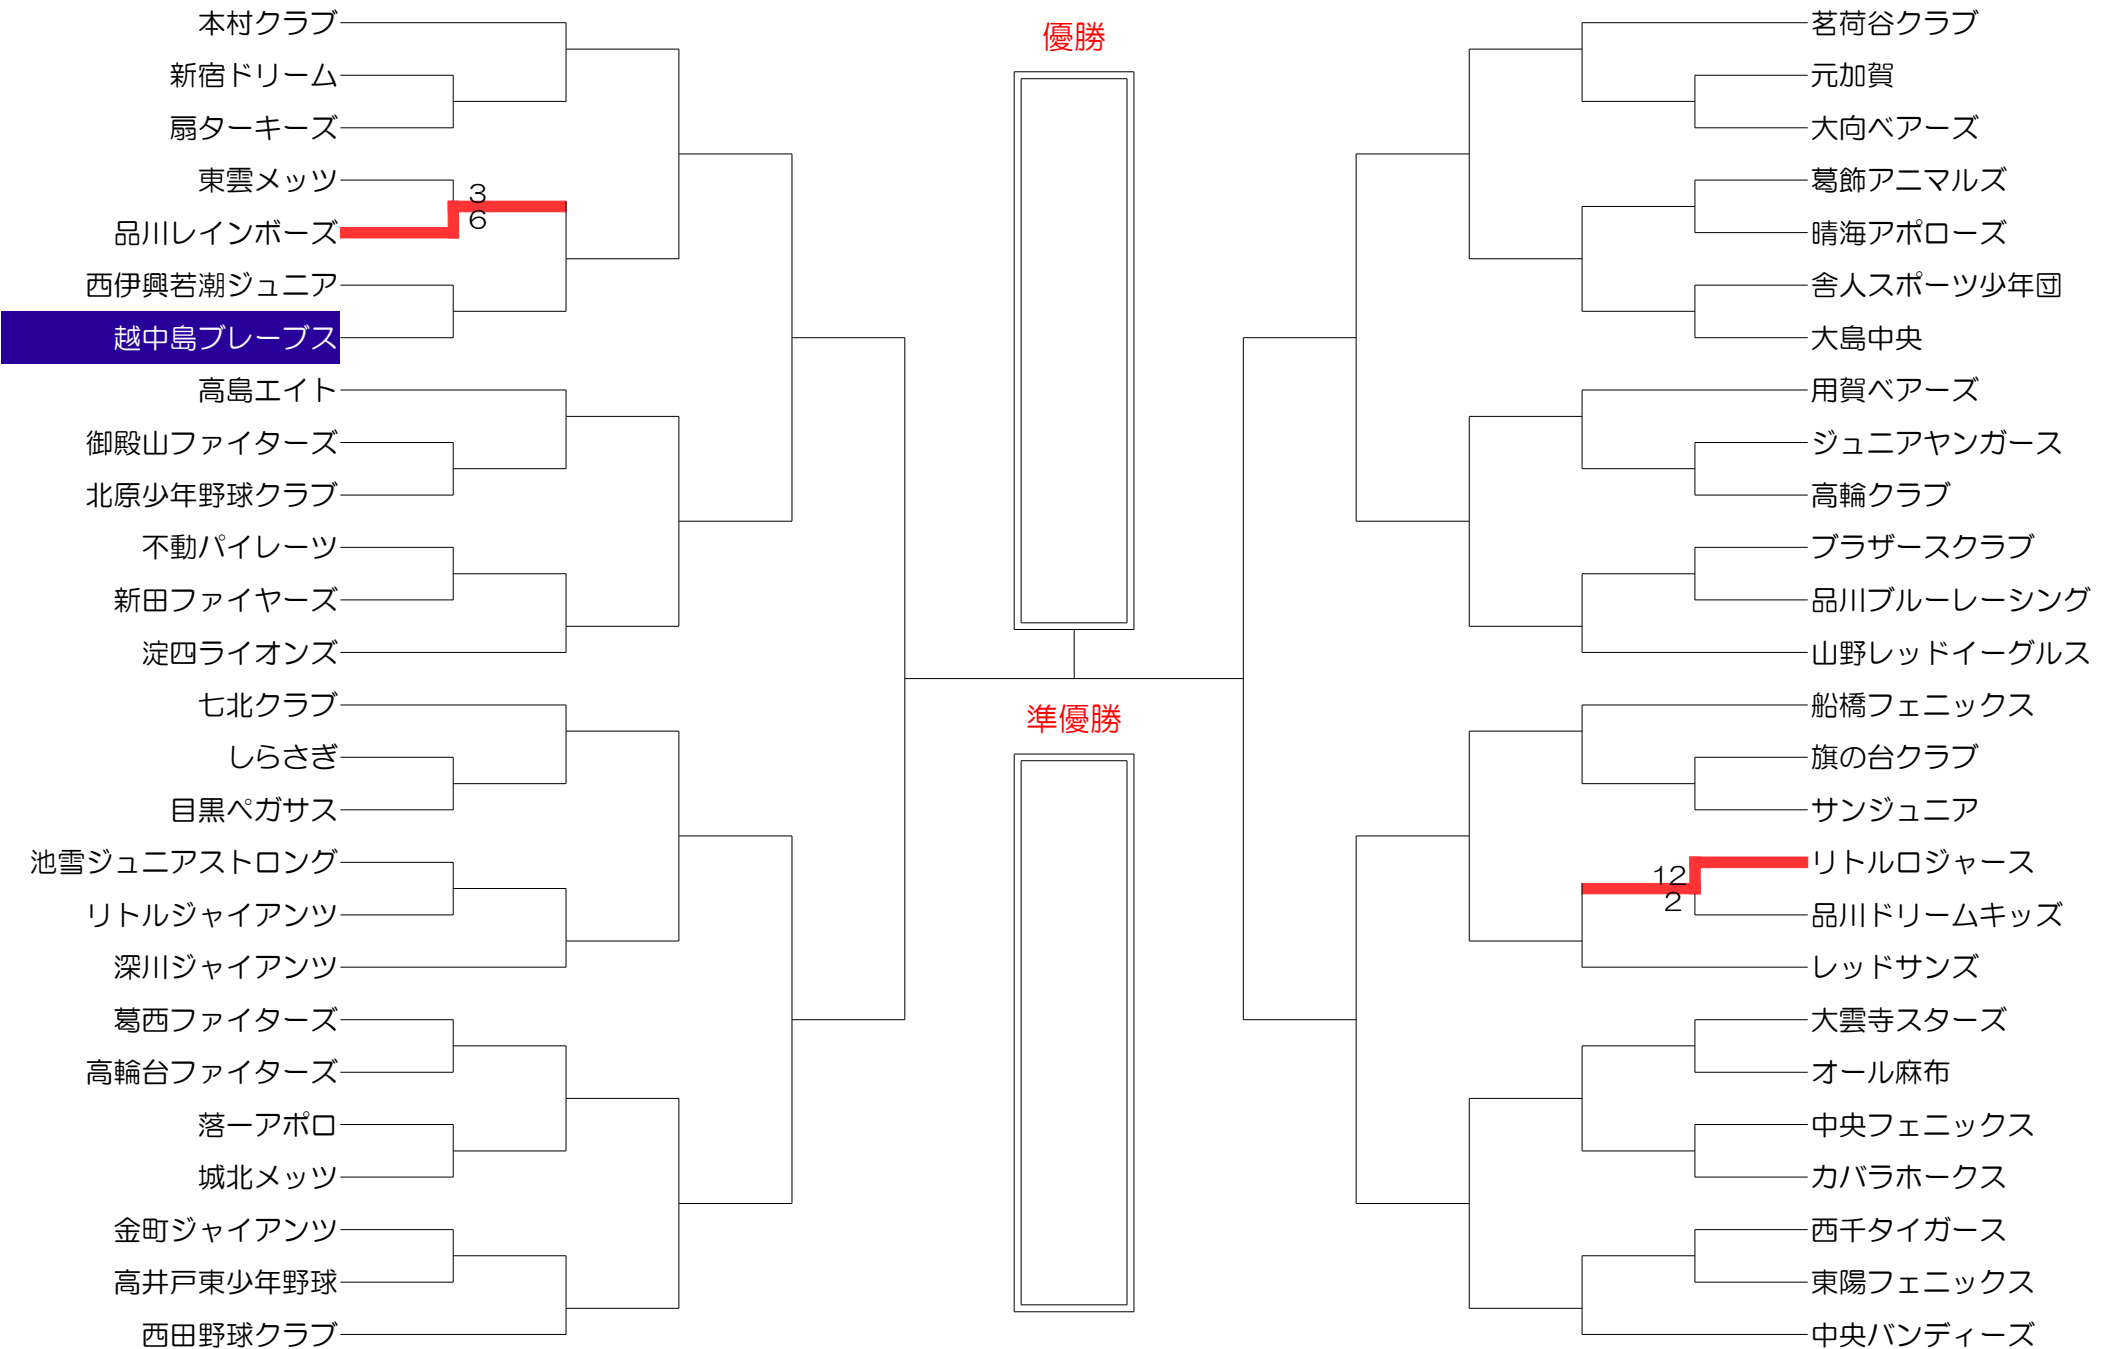 本村クラブ
新宿ドリーム
扇ターキーズ
東雲メッツ
3
6
品川レインボーズ
西伊興若潮ジュニア
越中島ブレーブス
高島エイト
御殿山ファイターズ
北原少年野球クラブ
不動パイレーツ
新田ファイヤーズ
淀四ライオンズ
七北クラブ
しらさぎ
目黒ペガサス
池雪ジュニアストロング
リトルジャイアンツ
深川ジャイアンツ
葛西ファイターズ
高輪台ファイターズ
落一アポロ
城北メッツ
金町ジャイアンツ
高井戸東少年野球
西田野球クラブ
優勝
準優勝
茗荷谷クラブ
元加賀
大向ベアーズ
葛飾アニマルズ
晴海アポローズ
舎人スポーツ少年団
大島中央
用賀ベアーズ
ジュニアヤンガース
高輪クラブ
ブラザースクラブ
品川ブルーレーシング
山野レッドイーグルス
船橋フェニックス
旗の台クラブ
サンジュニア
リトルロジャース
12
2
品川ドリームキッズ
レッドサンズ
大雲寺スターズ
オール麻布
中央フェニックス
カバラホークス
西千タイガース
東陽フェニックス
中央バンディーズ